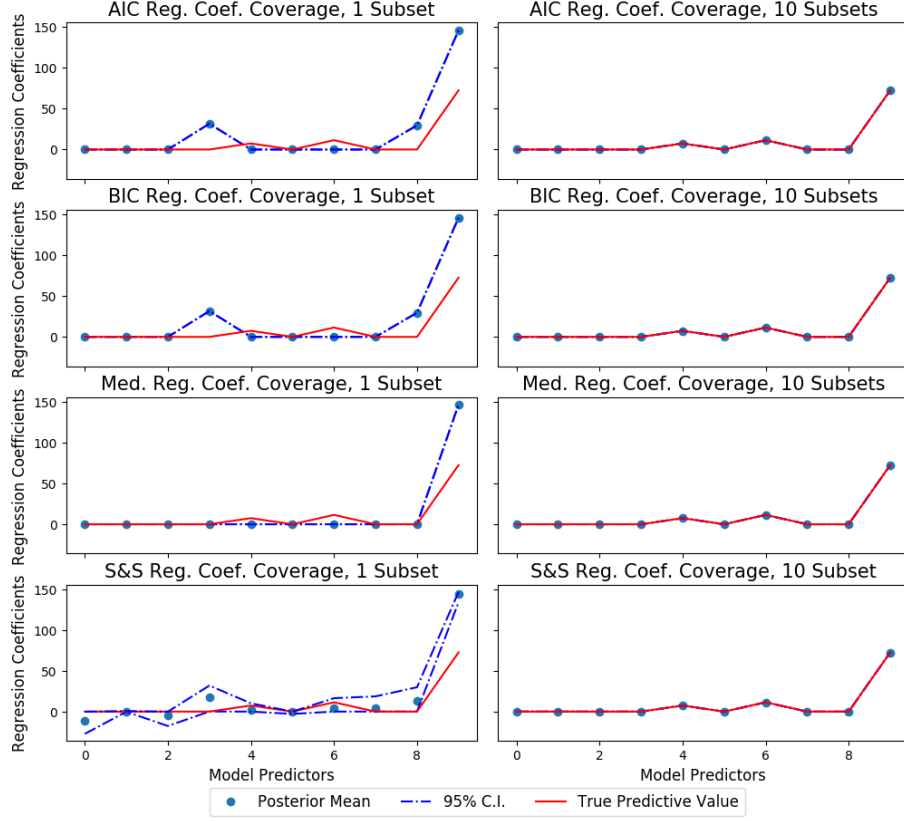 AIC Reg. Coef. Coverage, 1 Subset
AIC Reg. Coef. Coverage, 10 Subsets
Regression Coefficients
150
100
50
0
BIC Reg. Coef. Coverage, 1 Subset
BIC Reg. Coef. Coverage, 10 Subsets
Regression Coefficients
150
100
50
0
Med. Reg. Coef. Coverage, 1 Subset
Med. Reg. Coef. Coverage, 10 Subsets
Regression Coefficients
150
100
50
0
S&S Reg. Coef. Coverage, 1 Subset
S&S Reg. Coef. Coverage, 10 Subset
Regression Coefficients
150
100
50
0
0 2 4 6 8
0 2 4 6 8
Model Predictors
Model Predictors
Posterior Mean 95% C.I. True Predictive Value